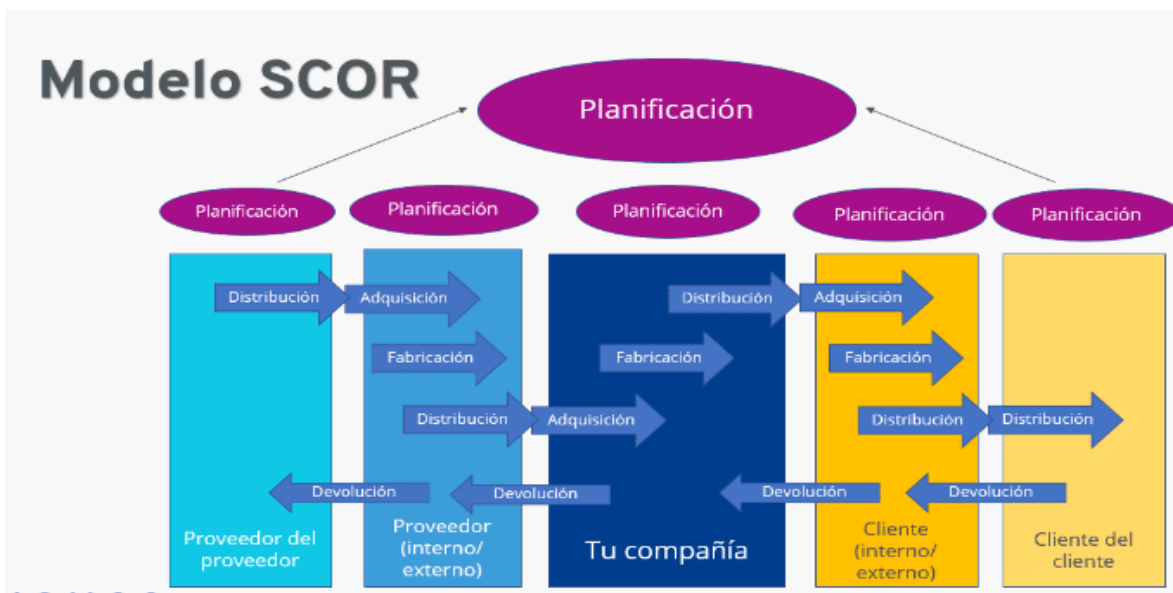 Modelo SCOR
Planificación
Planificación
Planificación
Planificación
Planificación
Planificación
Distribución
Adquisición
Distribución
Adquisición
Fabricación
Fabricación
Fabricación
Distribución
Adquisición
Distribución
Distribución
Devolución
Devolución
Devolución
Devolución
Proveedor del
proveedor
Proveedor
(interno/
externo)
Tu compañía
Cliente
(interno/
externo)
Cliente del
cliente